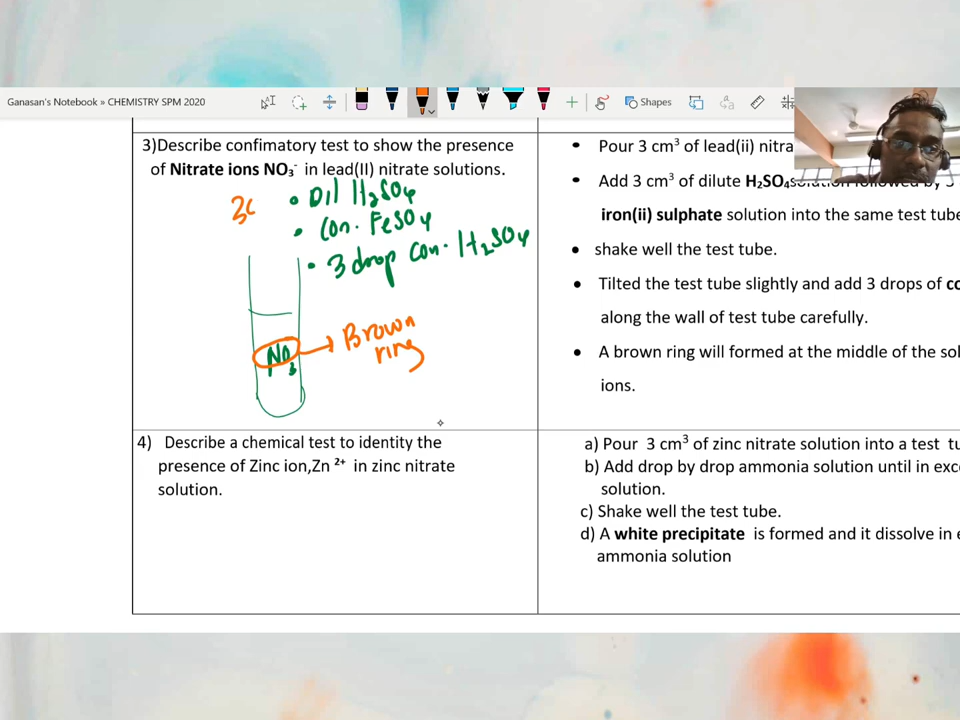 Ganasan's Notebook » CHEMISTRY SPM 2020
Shapes
3)Describe confimatory test to show the presence
of Nitrate ions NO₃⁻ in lead(II) nitrate solutions.
3c
• Dil H₂SO₄
• Con. FeSO₄
• 3 drop con. H₂SO₄
NO₃
Brown
ring
• Pour 3 cm³ of lead(ii) nitra
• Add 3 cm³ of dilute H₂SO₄
iron(ii) sulphate solution into the same test tube
• shake well the test tube.
• Tilted the test tube slightly and add 3 drops of co
along the wall of test tube carefully.
• A brown ring will formed at the middle of the sol
ions.
4) Describe a chemical test to identity the
presence of Zinc ion,Zn ²⁺ in zinc nitrate
solution.
a) Pour 3 cm³ of zinc nitrate solution into a test tu
b) Add drop by drop ammonia solution until in exce
solution.
c) Shake well the test tube.
d) A white precipitate is formed and it dissolve in e
ammonia solution